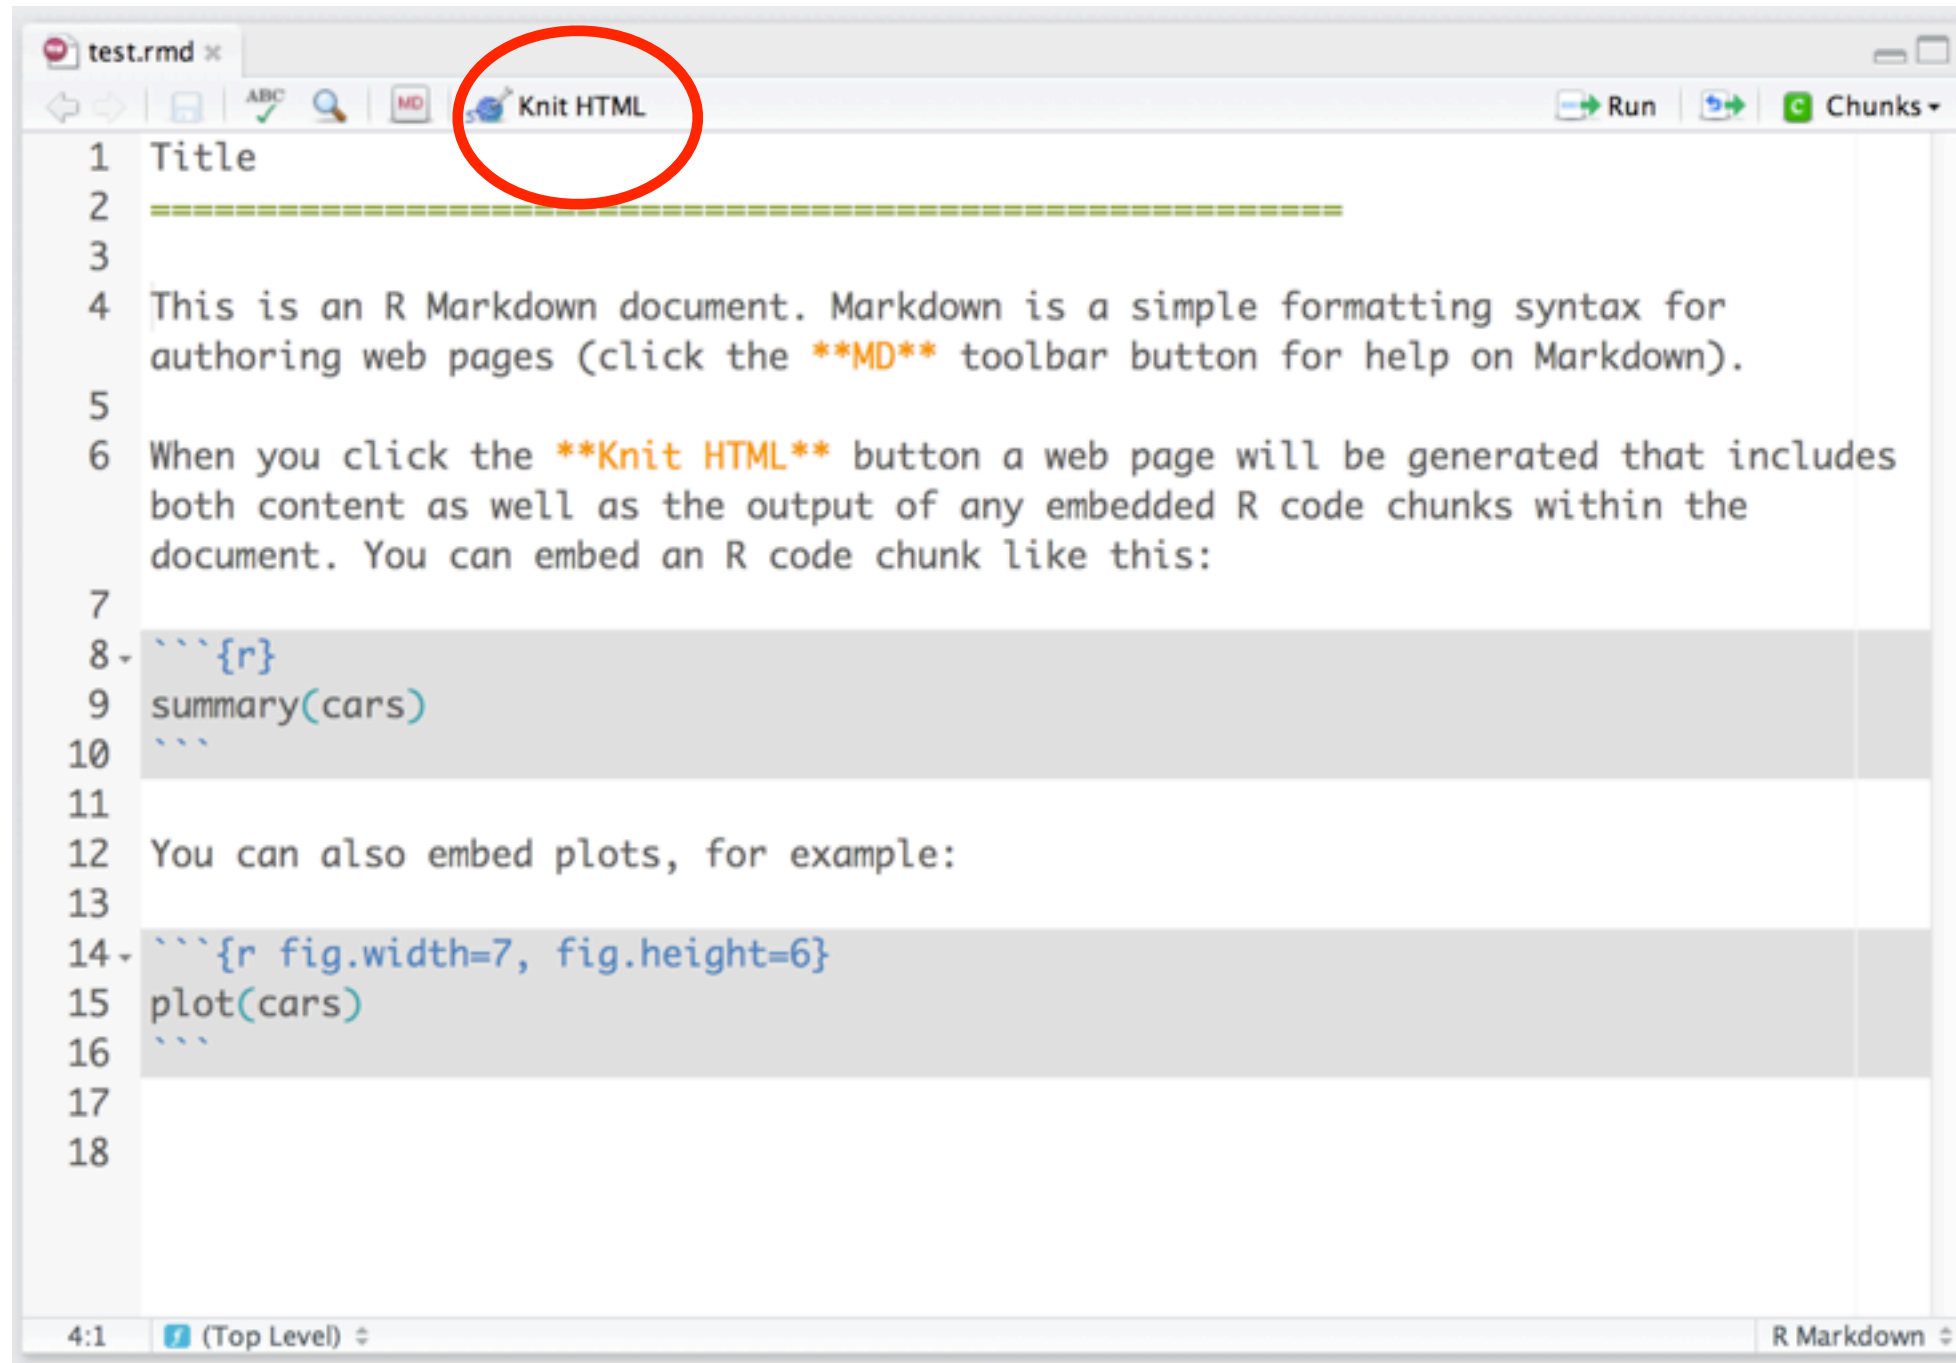 test.rmd
ABC MD Knit HTML Run C Chunks
1 Title
2 ========================================================
3
4 This is an R Markdown document. Markdown is a simple formatting syntax for
authoring web pages (click the **MD** toolbar button for help on Markdown).
5
6 When you click the **Knit HTML** button a web page will be generated that includes
both content as well as the output of any embedded R code chunks within the
document. You can embed an R code chunk like this:
7
8 ```{r}
9 summary(cars)
10 ```
11
12 You can also embed plots, for example:
13
14 ```{r fig.width=7, fig.height=6}
15 plot(cars)
16 ```
17
18
4:1 (Top Level) R Markdown